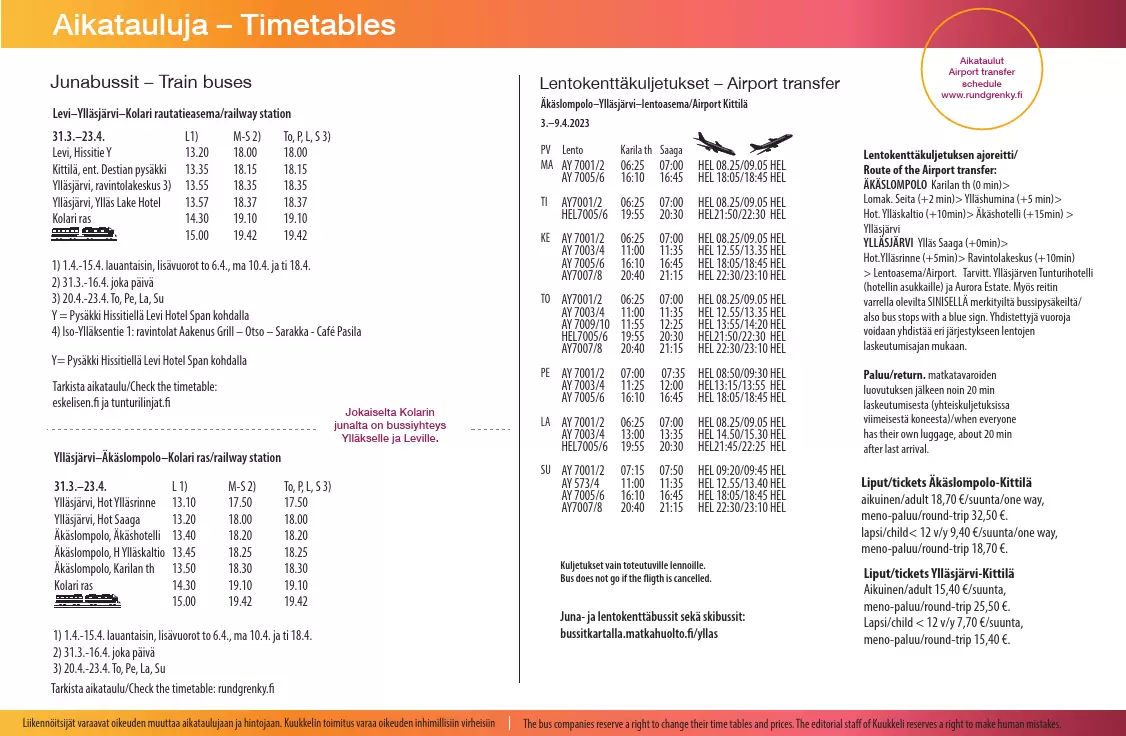 Aikatauluja – Timetables
Aikataulut
Airport transfer
schedule
www.rundgrenky.fi
Junabussit – Train buses
Levi–Ylläsjärvi–Kolari rautatieasema/railway station
31.3.–23.4. L1) M-S 2) To, P, L, S 3)
Levi, Hissitie Y 13.20 18.00 18.00
Kittilä, ent. Destian pysäkki 13.35 18.15 18.15
Ylläsjärvi, ravintolakeskus 3) 13.55 18.35 18.35
Ylläsjärvi, Ylläs Lake Hotel 13.57 18.37 18.37
Kolari ras 14.30 19.10 19.10
15.00 19.42 19.42
1) 1.4.-15.4. lauantaisin, lisävuorot to 6.4., ma 10.4. ja ti 18.4.
2) 31.3.-16.4. joka päivä
3) 20.4.-23.4. To, Pe, La, Su
Y = Pysäkki Hissitiellä Levi Hotel Span kohdalla
4) Iso-Ylläksentie 1: ravintolat Aakenus Grill – Otso – Sarakka - Café Pasila
Y= Pysäkki Hissitiellä Levi Hotel Span kohdalla
Tarkista aikataulu/Check the timetable:
eskelisen.fi ja tunturilinjat.fi
Jokaiselta Kolarin
junalta on bussiyhteys
Ylläkselle ja Leville.
Ylläsjärvi–Äkäslompolo–Kolari ras/railway station
31.3.–23.4. L 1) M-S 2) To, P, L, S 3)
Ylläsjärvi, Hot Ylläsrinne 13.10 17.50 17.50
Ylläsjärvi, Hot Saaga 13.20 18.00 18.00
Äkäslompolo, Äkäshotelli 13.40 18.20 18.20
Äkäslompolo, H Ylläskaltio 13.45 18.25 18.25
Äkäslompolo, Karilan th 13.50 18.30 18.30
Kolari ras 14.30 19.10 19.10
15.00 19.42 19.42
1) 1.4.-15.4. lauantaisin, lisävuorot to 6.4., ma 10.4. ja ti 18.4.
2) 31.3.-16.4. joka päivä
3) 20.4.-23.4. To, Pe, La, Su
Tarkista aikataulu/Check the timetable: rundgrenky.fi
Lentokenttäkuljetukset – Airport transfer
Äkäslompolo–Ylläsjärvi–lentoasema/Airport Kittilä
3.–9.4.2023
PV Lento Karila th Saaga
MA AY 7001/2 06:25 07:00 HEL 08.25/09.05 HEL
AY 7005/6 16:10 16:45 HEL 18:05/18:45 HEL
TI AY7001/2 06:25 07:00 HEL 08.25/09.05 HEL
HEL7005/6 19:55 20:30 HEL21:50/22:30 HEL
KE AY 7001/2 06:25 07:00 HEL 08.25/09.05 HEL
AY 7003/4 11:00 11:35 HEL 12.55/13.35 HEL
AY 7005/6 16:10 16:45 HEL 18:05/18:45 HEL
AY7007/8 20:40 21:15 HEL 22:30/23:10 HEL
TO AY7001/2 06:25 07:00 HEL 08.25/09.05 HEL
AY 7003/4 11:00 11:35 HEL 12.55/13.35 HEL
AY 7009/10 11:55 12:25 HEL 13:55/14:20 HEL
HEL7005/6 19:55 20:30 HEL21:50/22:30 HEL
AY7007/8 20:40 21:15 HEL 22:30/23:10 HEL
PE AY 7001/2 07:00 07:35 HEL 08:50/09:30 HEL
AY 7003/4 11:25 12:00 HEL13:15/13:55 HEL
AY 7005/6 16:10 16:45 HEL 18:05/18:45 HEL
LA AY 7001/2 06:25 07:00 HEL 08.25/09.05 HEL
AY 7003/4 13:00 13:35 HEL 14.50/15.30 HEL
HEL7005/6 19:55 20:30 HEL21:45/22:25 HEL
SU AY 7001/2 07:15 07:50 HEL 09:20/09:45 HEL
AY 573/4 11:00 11:35 HEL 12.55/13.40 HEL
AY 7005/6 16:10 16:45 HEL 18:05/18:45 HEL
AY7007/8 20:40 21:15 HEL 22:30/23:10 HEL
Kuljetukset vain toteutuville lennoille.
Bus does not go if the fligth is cancelled.
Juna- ja lentokenttäbussit sekä skibussit:
bussitkartalla.matkahuolto.fi/yllas
Lentokenttäkuljetuksen ajoreitti/
Route of the Airport transfer:
ÄKÄSLOMPOLO Karilan th (0 min)>
Lomak. Seita (+2 min)> Ylläshumina (+5 min)>
Hot. Ylläskaltio (+10min)> Äkäshotelli (+15min) >
Ylläsjärvi
YLLÄSJÄRVI Ylläs Saaga (+0min)>
Hot.Ylläsrinne (+5min)> Ravintolakeskus (+10min)
> Lentoasema/Airport. Tarvitt. Ylläsjärven Tunturihotelli
(hotellin asukkaille) ja Aurora Estate. Myös reitin
varrella olevilta SINISELLÄ merkityiltä bussipysäkeiltä/
also bus stops with a blue sign. Yhdistettyjä vuoroja
voidaan yhdistää eri järjestykseen lentojen
laskeutumisajan mukaan.
Paluu/return. matkatavaroiden
luovutuksen jälkeen noin 20 min
laskeutumisesta (yhteiskuljetuksissa
viimeisestä koneesta)/when everyone
has their own luggage, about 20 min
after last arrival.
Liput/tickets Äkäslompolo-Kittilä
aikuinen/adult 18,70 €/suunta/one way,
meno-paluu/round-trip 32,50 €.
lapsi/child< 12 v/y 9,40 €/suunta/one way,
meno-paluu/round-trip 18,70 €.
Liput/tickets Ylläsjärvi-Kittilä
Aikuinen/adult 15,40 €/suunta,
meno-paluu/round-trip 25,50 €.
Lapsi/child < 12 v/y 7,70 €/suunta,
meno-paluu/round-trip 15,40 €.
Liikennöitsijät varaavat oikeuden muuttaa aikataulujaan ja hintojaan. Kuukkelin toimitus varaa oikeuden inhimillisiin virheisiin
The bus companies reserve a right to change their time tables and prices. The editorial staff of Kuukkeli reserves a right to make human mistakes.